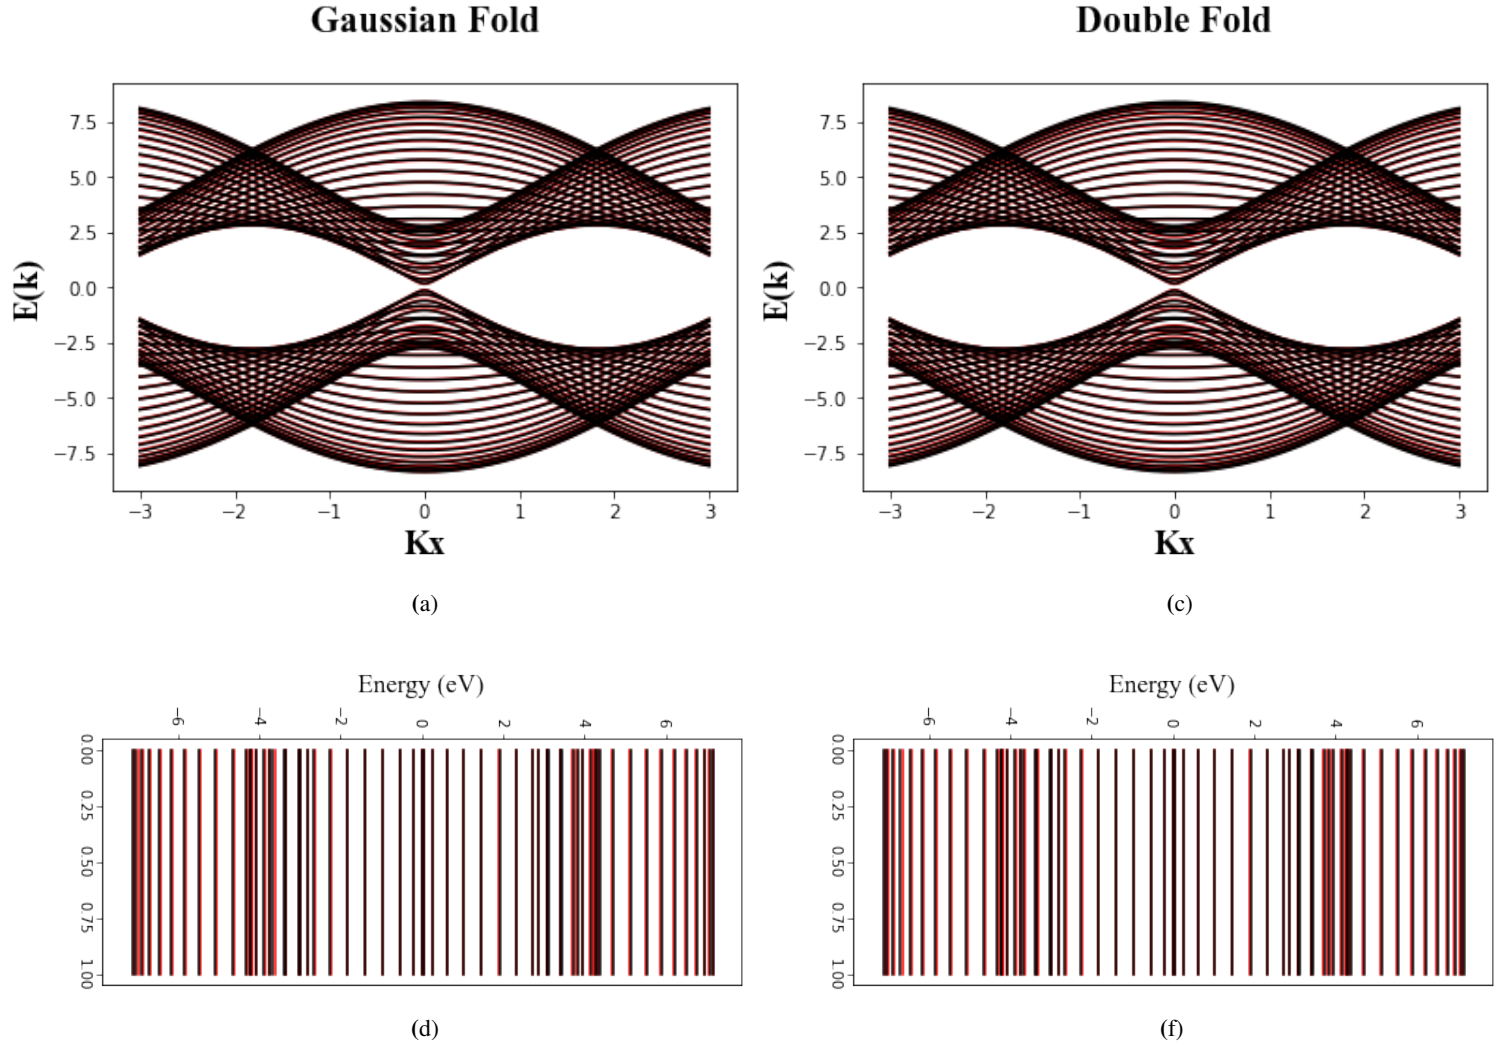 Gaussian Fold
Double Fold
7.5
5.0
2.5
0.0
−2.5
−5.0
−7.5
E(k)
−3 −2 −1 0 1 2 3
Kx
(a)
7.5
5.0
2.5
0.0
−2.5
−5.0
−7.5
E(k)
−3 −2 −1 0 1 2 3
Kx
(c)
Energy (eV)
−6 −4 −2 0 2 4 6
0.00
0.25
0.50
0.75
1.00
(d)
Energy (eV)
−6 −4 −2 0 2 4 6
0.00
0.25
0.50
0.75
1.00
(f)